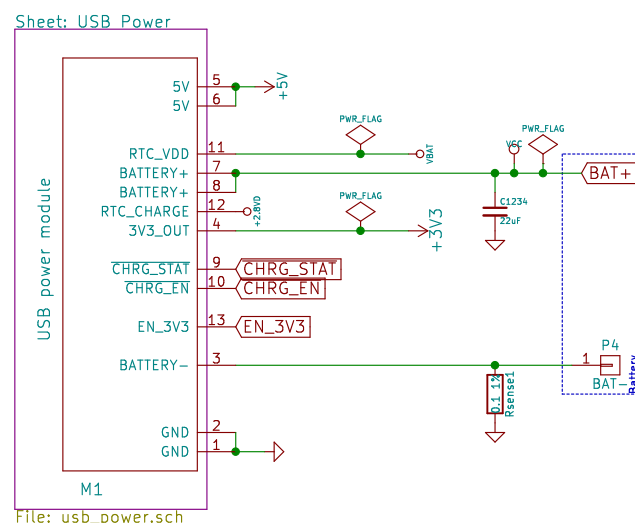 Sheet: USB Power
5V 5
+5V
5V 6
PWR_FLAG
PWR_FLAG
VCC
RTC_VDD 11
VBAT
BATTERY+ 7
BAT+
BATTERY+ 8
PWR_FLAG
C1234
RTC_CHARGE 12
+2.8VD
22uF
3V3_OUT 4
+3V3
USB power module
CHRG_STAT 9 CHRG_STAT
CHRG_EN 10 CHRG_EN
EN_3V3 13 EN_3V3
P4
BATTERY- 3
1
Battery
BAT-
0.1 1%
Rsense1
GND 2
GND 1
M1
File: usb_power.sch